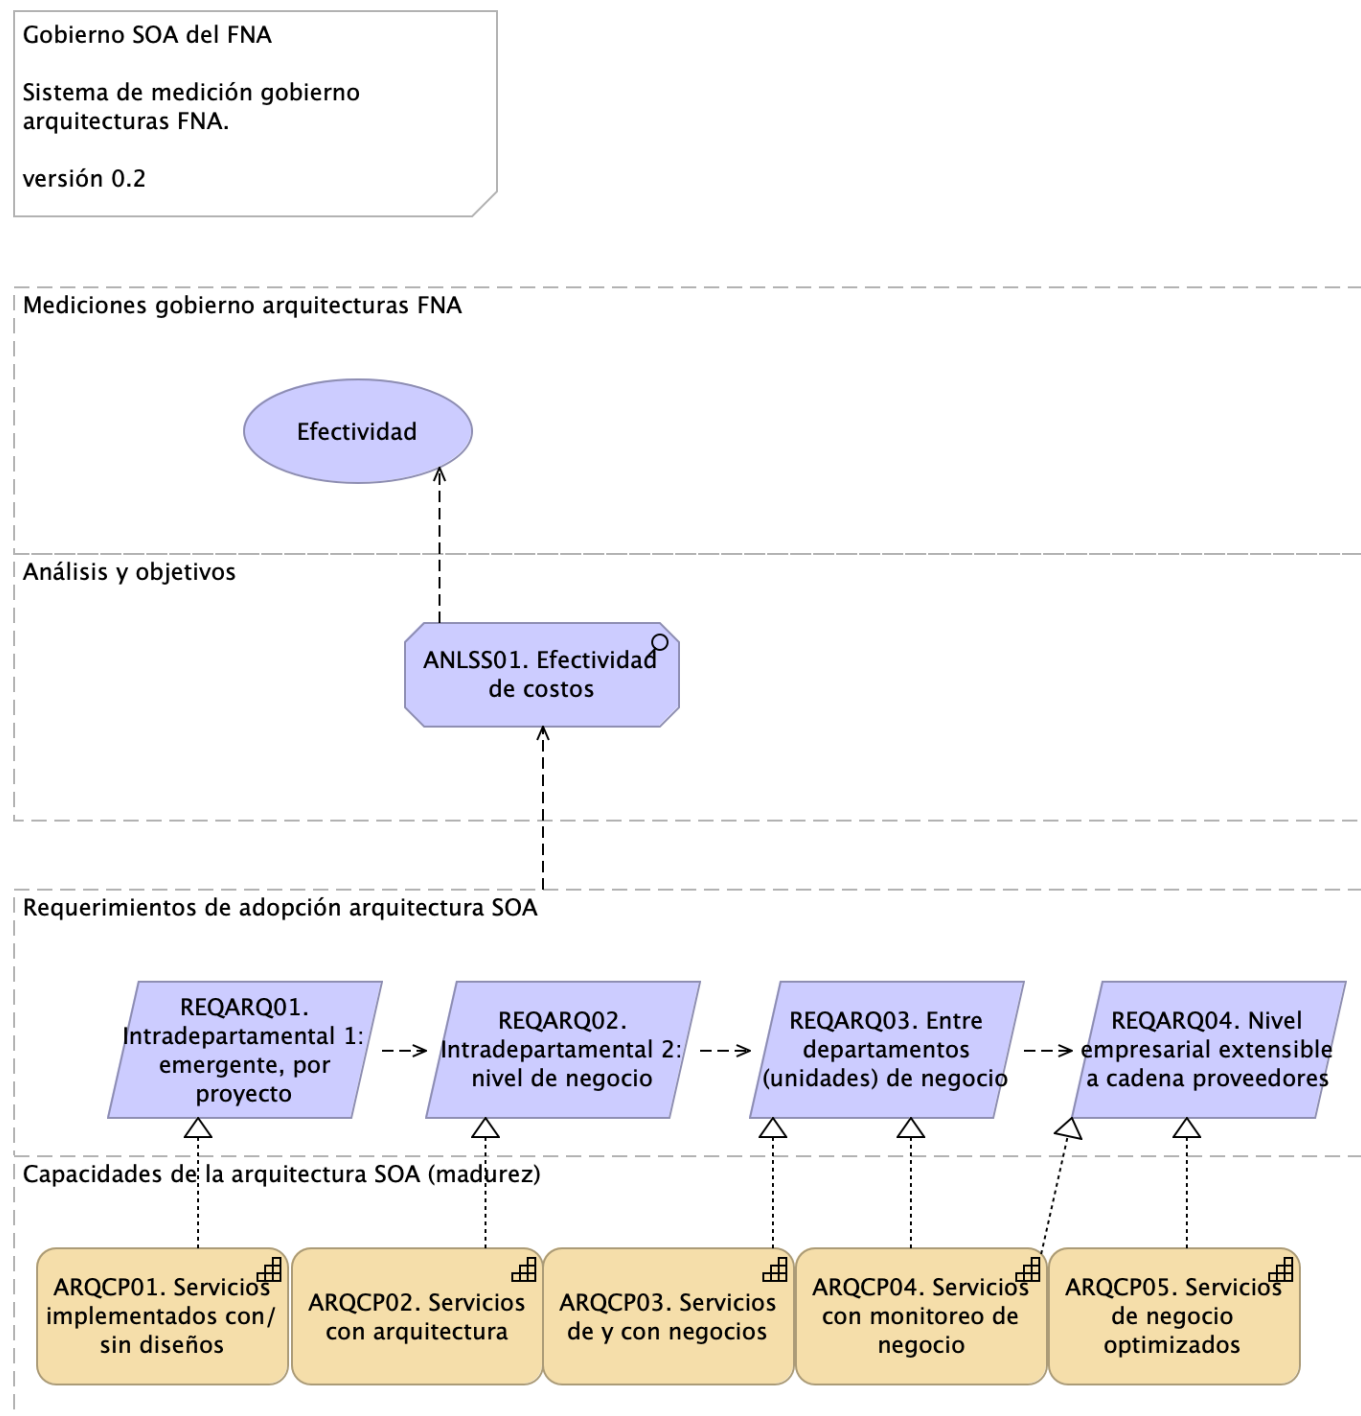 Gobierno SOA del FNA
Sistema de medición gobierno
arquitecturas FNA.
versión 0.2
Mediciones gobierno arquitecturas FNA
Efectividad
Análisis y objetivos
ANLSS01. Efectividad
de costos
Requerimientos de adopción arquitectura SOA
REQARQ01.
Intradepartamental 1:
emergente, por
proyecto
REQARQ02.
Intradepartamental 2:
nivel de negocio
REQARQ03. Entre
departamentos
(unidades) de negocio
REQARQ04. Nivel
empresarial extensible
a cadena proveedores
Capacidades de la arquitectura SOA (madurez)
ARQCP01. Servicios
implementados con/
sin diseños
ARQCP02. Servicios
con arquitectura
ARQCP03. Servicios
de y con negocios
ARQCP04. Servicios
con monitoreo de
negocio
ARQCP05. Servicios
de negocio
optimizados